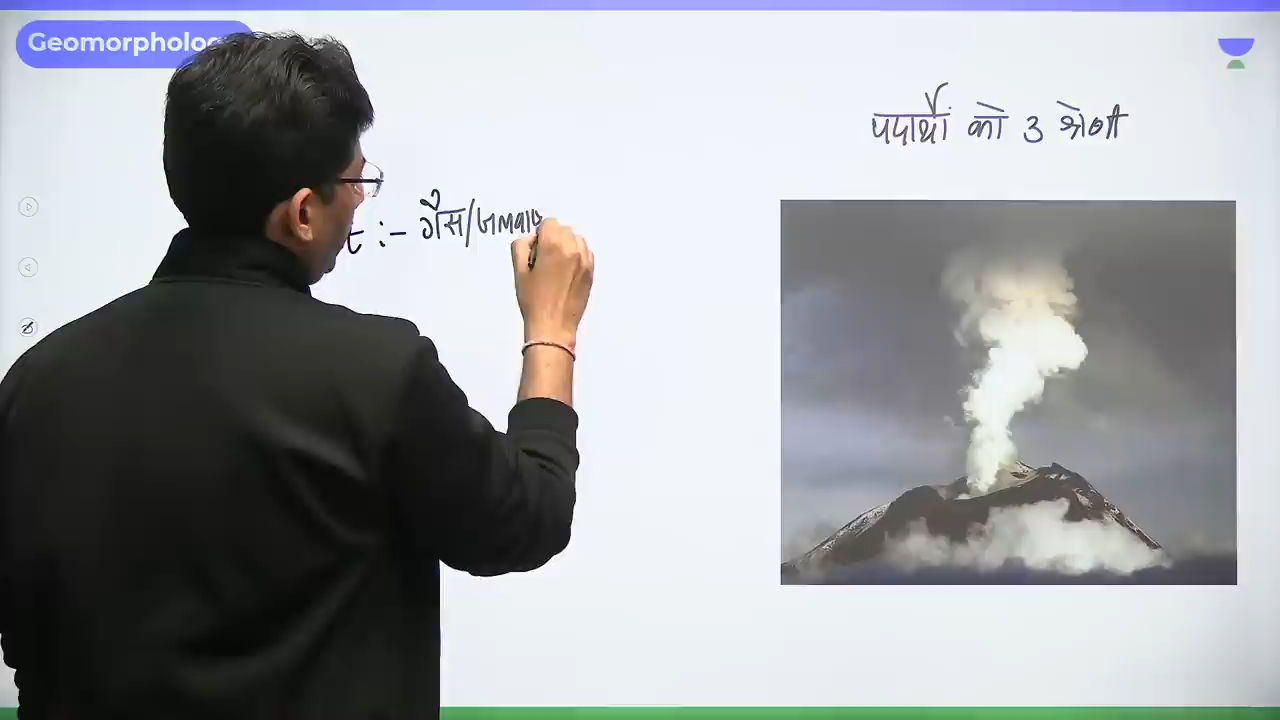 Geomorpholog
पदार्थों को 3 श्रेणी
:- गैस/जलवाष